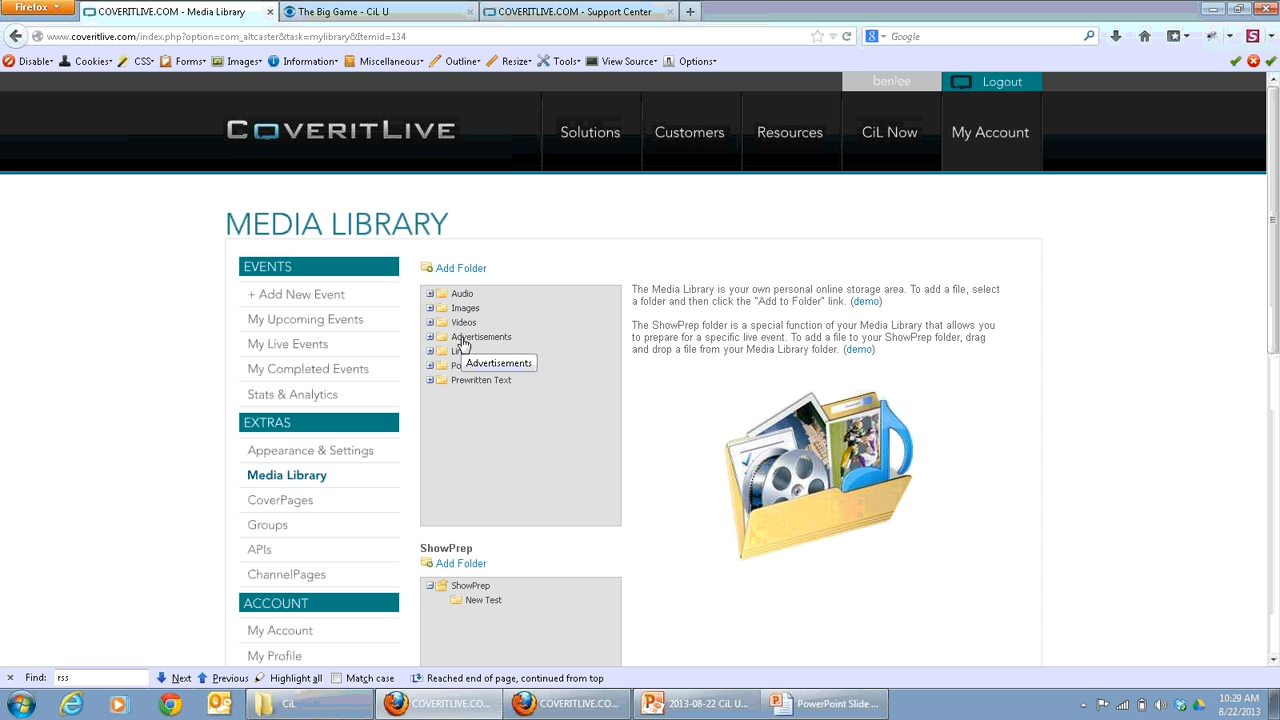 Firefox
COVERITLIVE.COM - Media Library
The Big Game - CiL U
COVERITLIVE.COM - Support Center
www.coveritlive.com/index.php?option=com_altcaster&task=mylibrary&Itemid=134
Google
Disable
Cookies
CSS
Forms
Images
Information
Miscellaneous
Outline
Resize
Tools
View Source
Options
benlee
Logout
COVERITLIVE
Solutions
Customers
Resources
CiL Now
My Account
MEDIA LIBRARY
EVENTS
+ Add New Event
My Upcoming Events
My Live Events
My Completed Events
Stats & Analytics
EXTRAS
Appearance & Settings
Media Library
CoverPages
Groups
APIs
ChannelPages
ACCOUNT
My Account
My Profile
Add Folder
Audio
Images
Videos
Advertisements
Advertisements
Prewritten Text
The Media Library is your own personal online storage area. To add a file, select
a folder and then click the "Add to Folder" link. (demo)
The ShowPrep folder is a special function of your Media Library that allows you
to prepare for a specific live event. To add a file to your ShowPrep folder, drag
and drop a file from your Media Library folder. (demo)
ShowPrep
Add Folder
ShowPrep
New Test
Find: rss
Next
Previous
Highlight all
Match case
Reached end of page, continued from top
CiL
COVERITLIVE.CO...
COVERITLIVE.CO...
2013-08-22 CiL U...
PowerPoint Slide ...
10:29 AM
8/22/2013